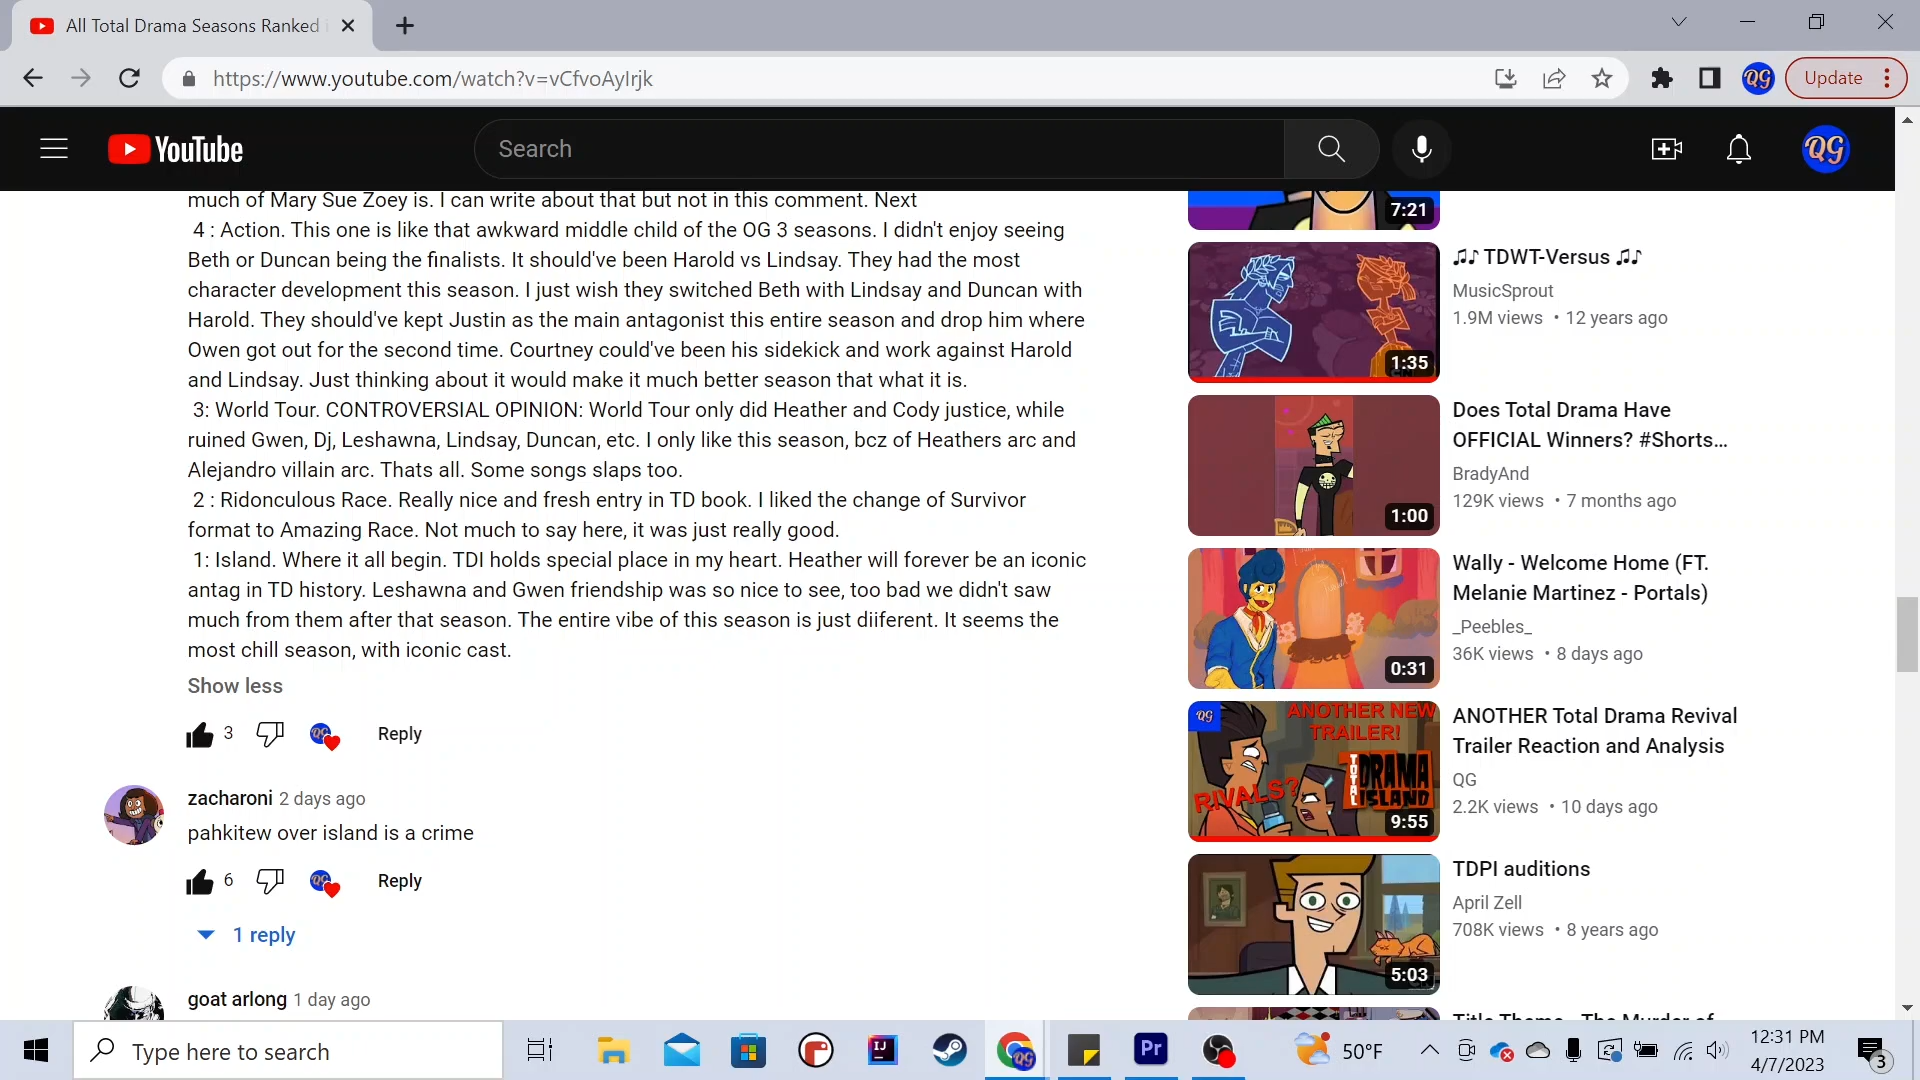 All Total Drama Seasons Ranked
Update
https://www.youtube.com/watch?v=vCfvoAyIrjk
QG
YouTube
Search
QG
much of Mary Sue Zoey is. I can write about that but not in this comment. Next
4 : Action. This one is like that awkward middle child of the OG 3 seasons. I didn't enjoy seeing
Beth or Duncan being the finalists. It should've been Harold vs Lindsay. They had the most
character development this season. I just wish they switched Beth with Lindsay and Duncan with
Harold. They should've kept Justin as the main antagonist this entire season and drop him where
Owen got out for the second time. Courtney could've been his sidekick and work against Harold
and Lindsay. Just thinking about it would make it much better season that what it is.
3: World Tour. CONTROVERSIAL OPINION: World Tour only did Heather and Cody justice, while
ruined Gwen, Dj, Leshawna, Lindsay, Duncan, etc. I only like this season, bcz of Heathers arc and
Alejandro villain arc. Thats all. Some songs slaps too.
2 : Ridonculous Race. Really nice and fresh entry in TD book. I liked the change of Survivor
format to Amazing Race. Not much to say here, it was just really good.
1: Island. Where it all begin. TDI holds special place in my heart. Heather will forever be an iconic
antag in TD history. Leshawna and Gwen friendship was so nice to see, too bad we didn't saw
much from them after that season. The entire vibe of this season is just diiferent. It seems the
most chill season, with iconic cast.
Show less
3
Reply
zacharoni 2 days ago
pahkitew over island is a crime
6
Reply
1 reply
goat arlong 1 day ago
7:21
1:35
♫♪ TDWT-Versus ♫♪
MusicSprout
1.9M views • 12 years ago
1:00
Does Total Drama Have
OFFICIAL Winners? #Shorts...
BradyAnd
129K views • 7 months ago
0:31
Wally - Welcome Home (FT.
Melanie Martinez - Portals)
_Peebles_
36K views • 8 days ago
QG
ANOTHER NEW
TRAILER!
RIVALS?
TOTAL
DRAMA
ISLAND
9:55
ANOTHER Total Drama Revival
Trailer Reaction and Analysis
QG
2.2K views • 10 days ago
5:03
TDPI auditions
April Zell
708K views • 8 years ago
Title Theme - The Murder of
Type here to search
IJ
QG
Pr
50°F
12:31 PM
4/7/2023
3